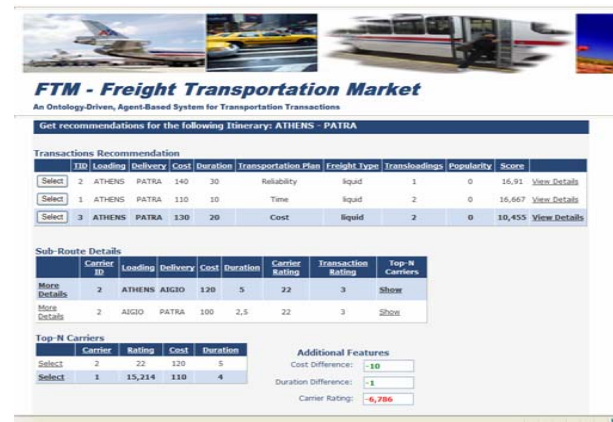 FTM - Freight Transportation Market
An Ontology-Driven, Agent-Based System for Transportation Transactions
Get recommendations for the following Itinerary: ATHENS - PATRA
Transactions Recommendation
TID Loading Delivery Cost Duration Transportation Plan Freight Type Transloadings Popularity Score
Select 2 ATHENS PATRA 140 30 Reliability liquid 1 0 16,91 View Details
Select 1 ATHENS PATRA 110 10 Time liquid 2 0 16,667 View Details
Select 3 ATHENS PATRA 130 20 Cost liquid 2 0 10,455 View Details
Sub-Route Details
Carrier ID Loading Delivery Cost Duration Carrier Rating Transaction Rating Top-N Carriers
More Details 2 ATHENS AIGIO 120 5 22 3 Show
More Details 2 AIGIO PATRA 100 2,5 22 3 Show
Top-N Carriers
Carrier Rating Cost Duration
Select 2 22 120 5
Select 1 15,214 110 4
Additional Features
Cost Difference: -10
Duration Difference: -1
Carrier Rating: -6,786